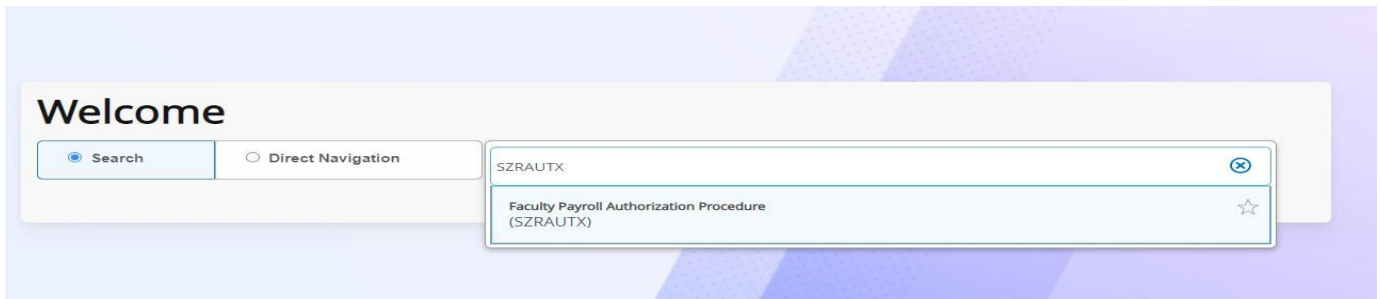 Welcome
Search
Direct Navigation
SZRAUTX
Faculty Payroll Authorization Procedure
(SZRAUTX)